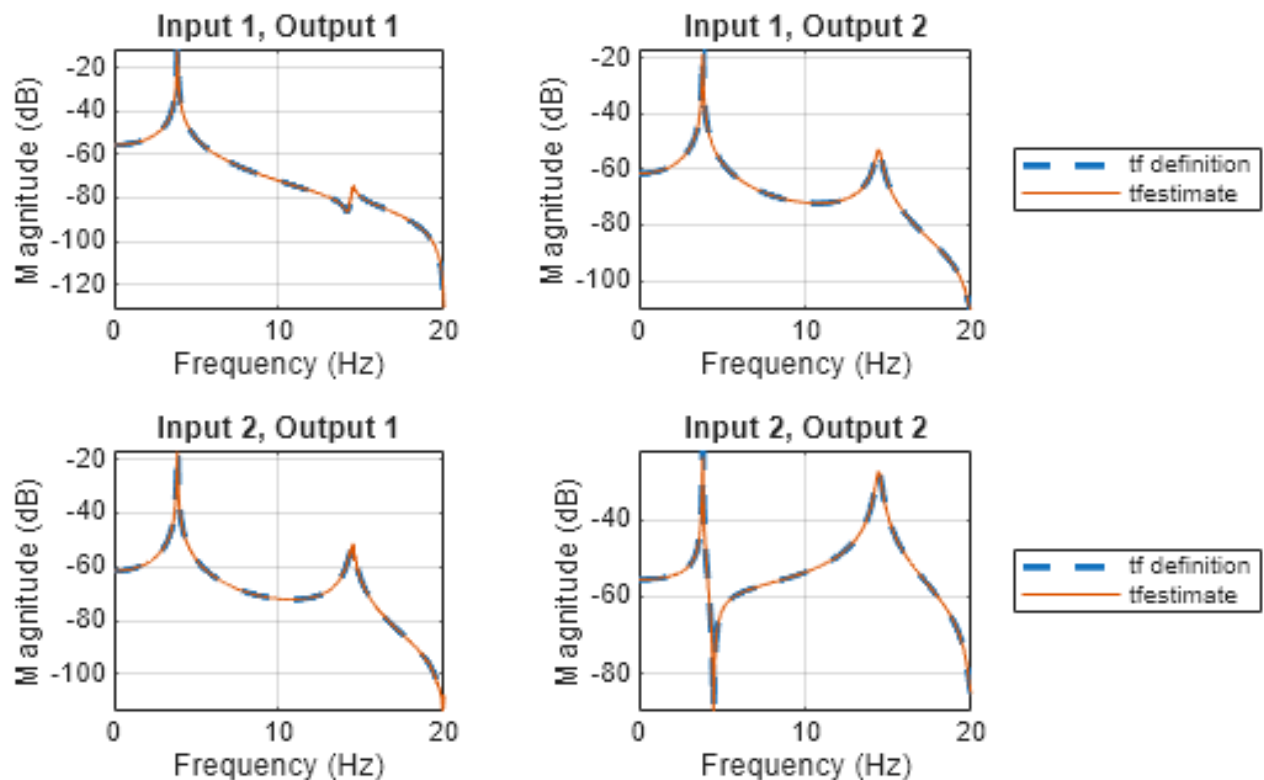 Input 1, Output 1
Magnitude (dB)
-20
-40
-60
-80
-100
-120
0 10 20
Frequency (Hz)
Input 1, Output 2
Magnitude (dB)
-20
-40
-60
-80
-100
0 10 20
Frequency (Hz)
tf definition
tfestimate
Input 2, Output 1
Magnitude (dB)
-20
-40
-60
-80
-100
0 10 20
Frequency (Hz)
Input 2, Output 2
Magnitude (dB)
-40
-60
-80
0 10 20
Frequency (Hz)
tf definition
tfestimate